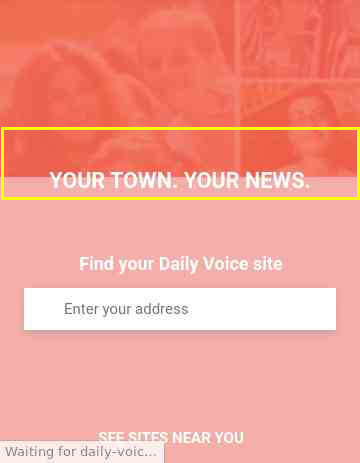 YOUR TOWN. YOUR NEWS.
Find your Daily Voice site
Enter your address
SEE SITES NEAR YOU
Waiting for daily-voic...